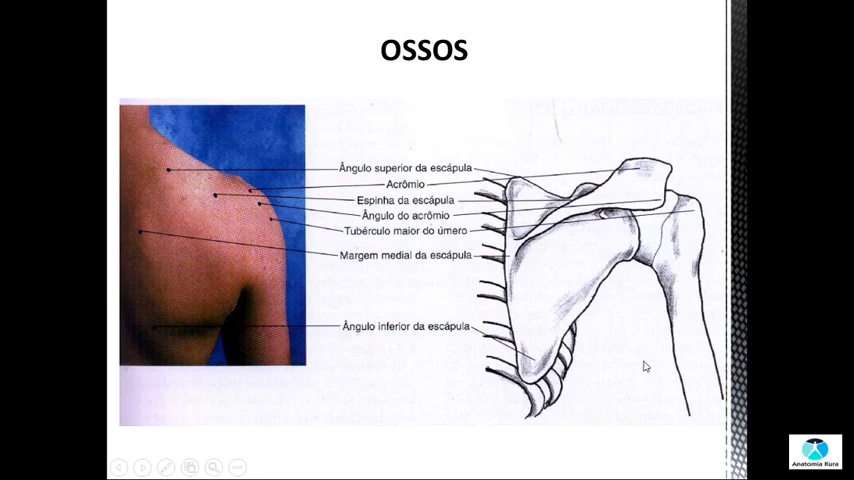 OSSOS
Ângulo superior da escápula
Acrômio
Espinha da escápula
Ângulo do acrômio
Tubérculo maior do úmero
Margem medial da escápula
Ângulo inferior da escápula
Anatomia Kura